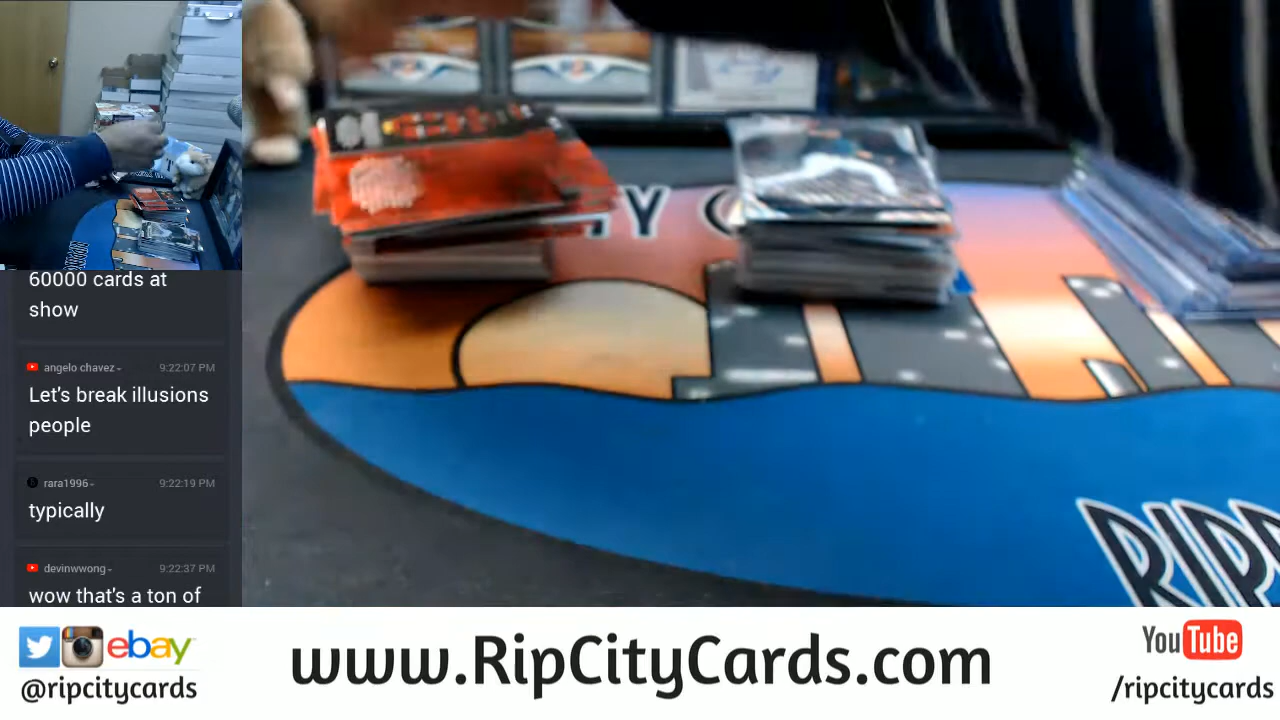 60000 cards at
show
angelo chavez
9:22:07 PM
Let's break illusions
people
rara1996
9:22:19 PM
typically
devinwwong
9:22:37 PM
wow that's a ton of
RIP
ebay
@ripcitycards
www.RipCityCards.com
YouTube
/ripcitycards